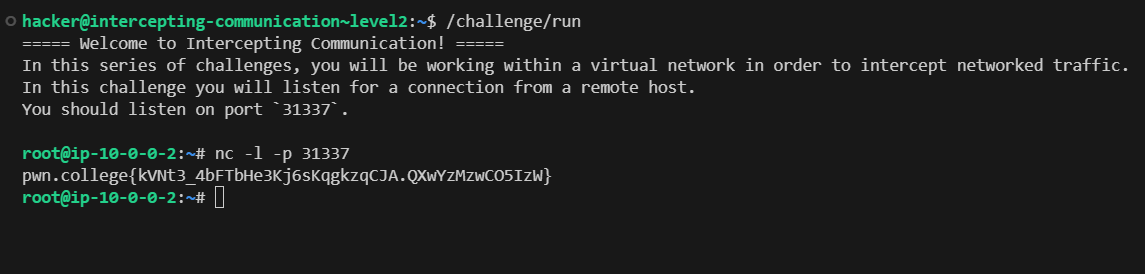 hacker@intercepting-communication~level2:~$ /challenge/run
===== Welcome to Intercepting Communication! =====
In this series of challenges, you will be working within a virtual network in order to intercept networked traffic.
In this challenge you will listen for a connection from a remote host.
You should listen on port `31337`.
root@ip-10-0-0-2:~# nc -l -p 31337
pwn.college{kVNt3_4bFTbHe3Kj6sKqgkzqCJA.QXwYzMzwCO5IzW}
root@ip-10-0-0-2:~#